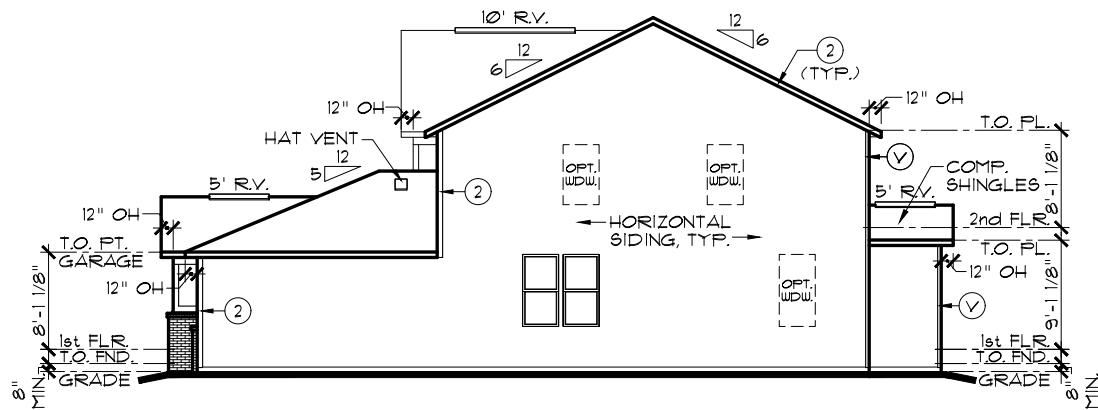 10' R.V.
12
6
12
6
2
(TYP.)
12" OH
12" OH
HAT VENT
12
5
5' R.V.
12" OH
T.O. PT.
GARAGE
12" OH
8'-1 1/8"
1st FLR.
T.O. FND.
GRADE
8"
MIN.
2
2
OPT.
WDW.
OPT.
WDW.
HORIZONTAL
SIDING, TYP.
OPT.
WDW.
V
T.O. PL.
COMP.
SHINGLES
5' R.V.
8'-1 1/8"
2nd FLR.
T.O. PL.
12" OH
V
9'-1 1/8"
1st FLR.
T.O. FND.
GRADE
8"
MIN.